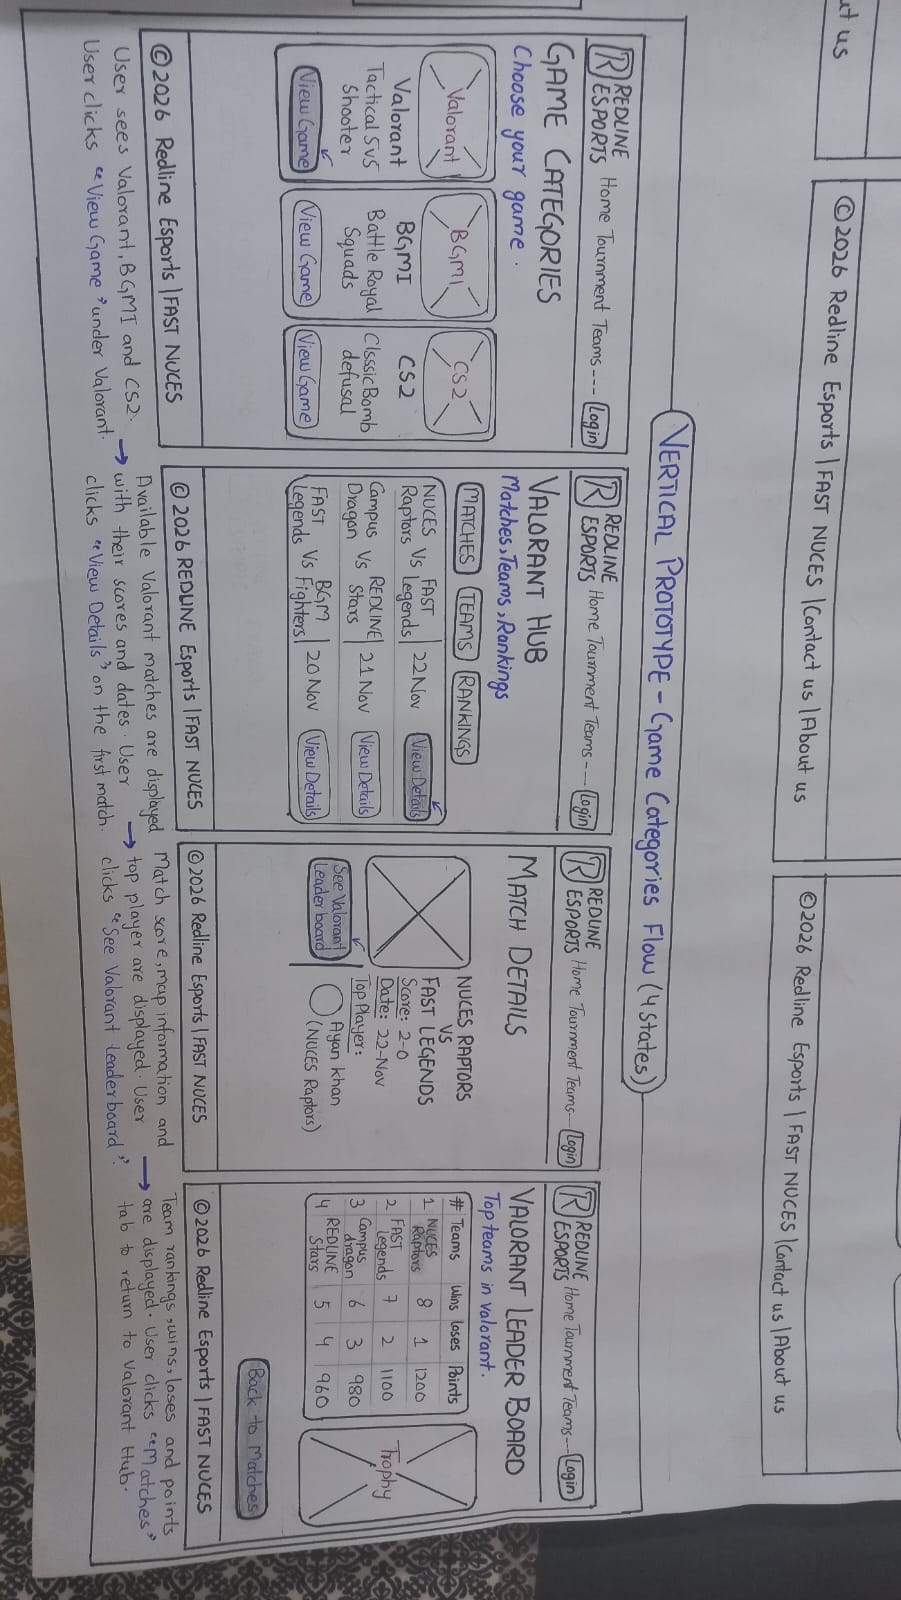 ut us
©2026 Redline Esports | FAST NUCES | Contact us | About us
©2026 Redline Esports | FAST NUCES | Contact us | About us
VERTICAL PROTOTYPE - Game Categories Flow (4 States)
R REDLINE
ESPORTS Home Tournment Teams --- Login
GAME CATEGORIES
Choose your game.
Valorant
Valorant
Tactical 5v5
Shooter
View Game
BGMI
BGMI
Battle Royal
Squads
View Game
CS2
CS2
Clsssic Bomb
defusal
View Game
©2026 Redline Esports | FAST NUCES
User sees Valorant, BGMI and CS2.
User clicks "View Game" under Valorant.
R REDLINE
ESPORTS Home Tournment Teams --- Login
VALORANT HUB
Matches, Teams, Rankings
MATCHES TEAMS RANKINGS
NUCES Vs FAST
Raptors legends | 22 Nov View Details
Campus Vs REDLINE
Dragon Stars | 21 Nov View Details
FAST Vs BGM
Legends Fighters | 20 Nov View Details
© 2026 REDLINE Esports | FAST NUCES
Available Valorant matches are displayed
with their scores and dates. User
clicks "View Details" on the first match.
R REDLINE
ESPORTS Home Tournment Teams --- Login
MATCH DETAILS
NUCES RAPTORS
VS
FAST LEGENDS
Score: 2-0
Date: 22-Nov
Top Player:
Ayan khan
(NUCES Raptors)
See Valorant
Leader board
©2026 Redline Esports | FAST NUCES
Match score, map information and
top player are displayed. User
clicks "See Valorant Leaderboard".
R REDLINE
ESPORTS Home Tournment Teams --- Login
VALORANT LEADER BOARD
Top teams in valorant.
# Teams Wins loses Points
1 NUCES Raptors 8 1 1200
2 FAST Legends 7 2 1100
3 Campus dragon 6 3 980
4 REDLINE Stars 5 4 960
Trophy
Back to Matches
©2026 Redline Esports | FAST NUCES
Team rankings, wins, loses and points
are displayed. User clicks "Matches"
tab to return to Valorant Hub.